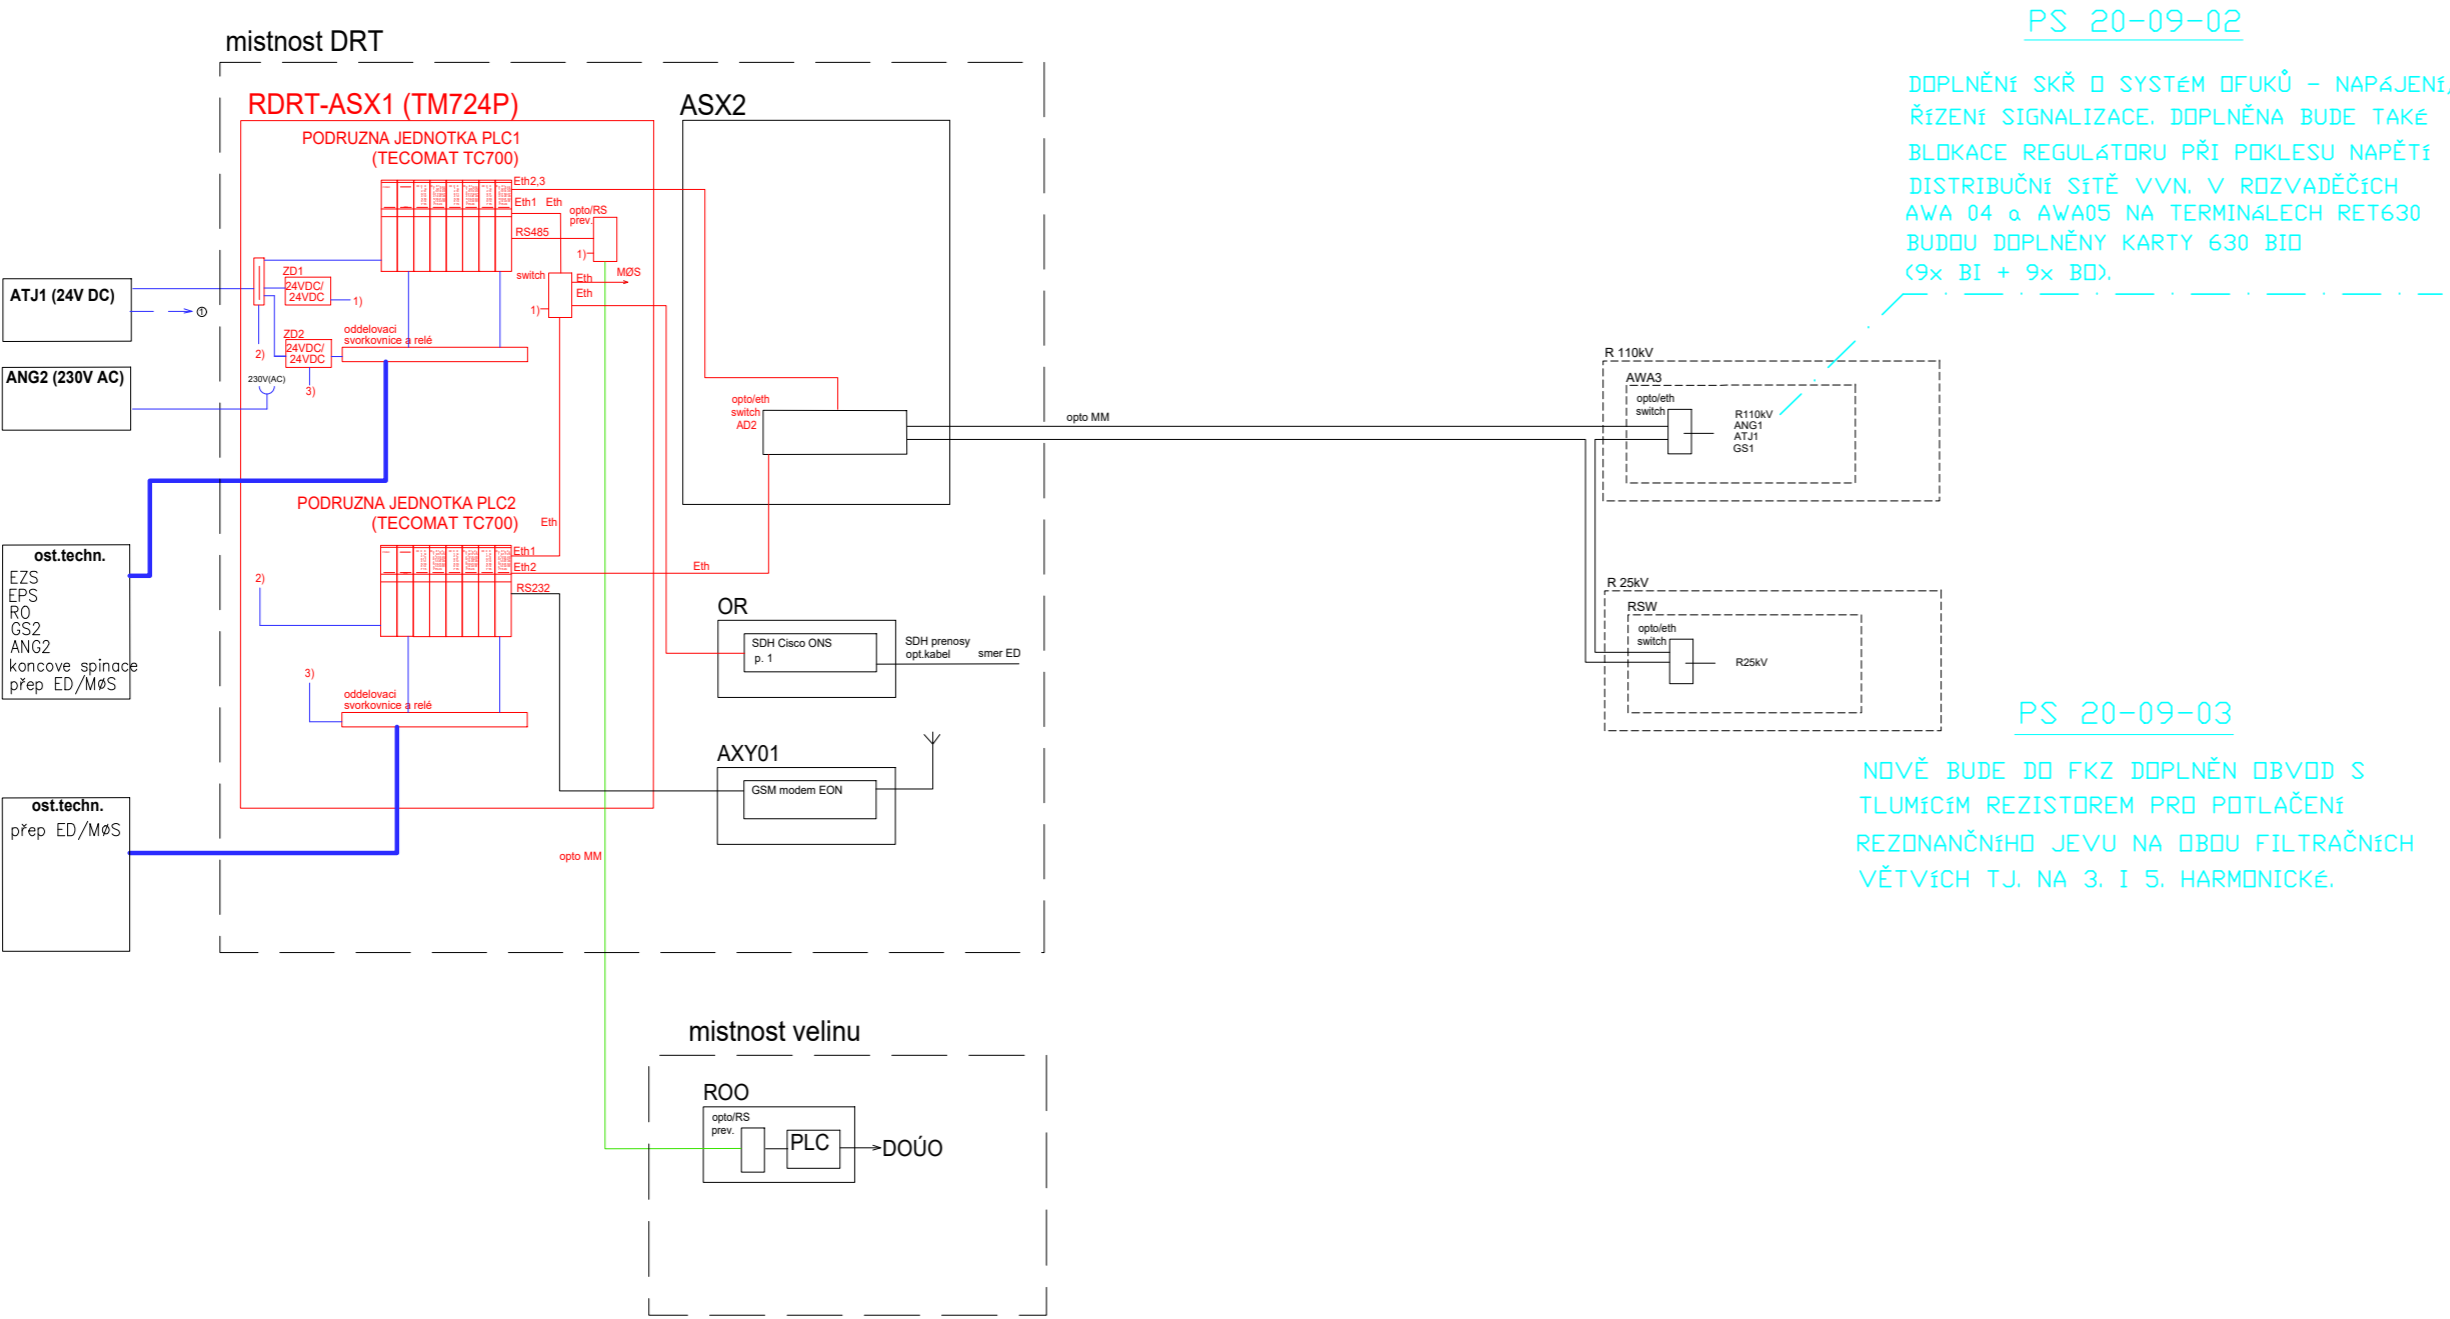 PS 20-09-02
DOPLNĚNÍ SKŘ O SYSTÉM OFUKŮ - NAPÁJENÍ,
ŘÍZENÍ SIGNALIZACE. DOPLNĚNA BUDE TAKÉ
BLOKACE REGULÁTORU PŘI POKLESU NAPĚTÍ
DISTRIBUČNÍ SÍTĚ VVN. V ROZVADĚČÍCH
AWA 04 a AWA05 NA TERMINÁLECH RET630
BUDOU DOPLNĚNY KARTY 630 BIO
(9x BI + 9x BO).
mistnost DRT
RDRT-ASX1 (TM724P)
PODRUZNA JEDNOTKA PLC1
(TECOMAT TC700)
Eth2,3
Eth1 Eth
RS485
opto/RS
prev.
1)
switch
Eth
MØS
Eth
1)
ZD1
24VDC/
24VDC
1)
2)
ZD2
24VDC/
24VDC
3)
oddelovaci
svorkovnice a relé
230V(AC)
ATJ1 (24V DC)
1
ANG2 (230V AC)
ASX2
opto/eth
switch
AD2
opto MM
R 110kV
AWA3
opto/eth
switch
R110kV
ANG1
ATJ1
GS1
ost.techn.
EZS
EPS
RO
GS2
ANG2
koncove spinace
přep ED/MØS
PODRUZNA JEDNOTKA PLC2
(TECOMAT TC700)
Eth
Eth1
Eth2
RS232
Eth
2)
3)
oddelovaci
svorkovnice a relé
OR
SDH Cisco ONS
p. 1
SDH prenosy
opt.kabel
smer ED
AXY01
GSM modem EON
R 25kV
RSW
opto/eth
switch
R25kV
PS 20-09-03
NOVĚ BUDE DO FKZ DOPLNĚN OBVOD S
TLUMÍCÍM REZISTOREM PRO POTLAČENÍ
REZONANČNÍHO JEVU NA OBOU FILTRAČNÍCH
VĚTVÍCH TJ. NA 3. I 5. HARMONICKÉ.
ost.techn.
přep ED/MØS
opto MM
mistnost velinu
ROO
opto/RS
prev.
PLC
DOÚO